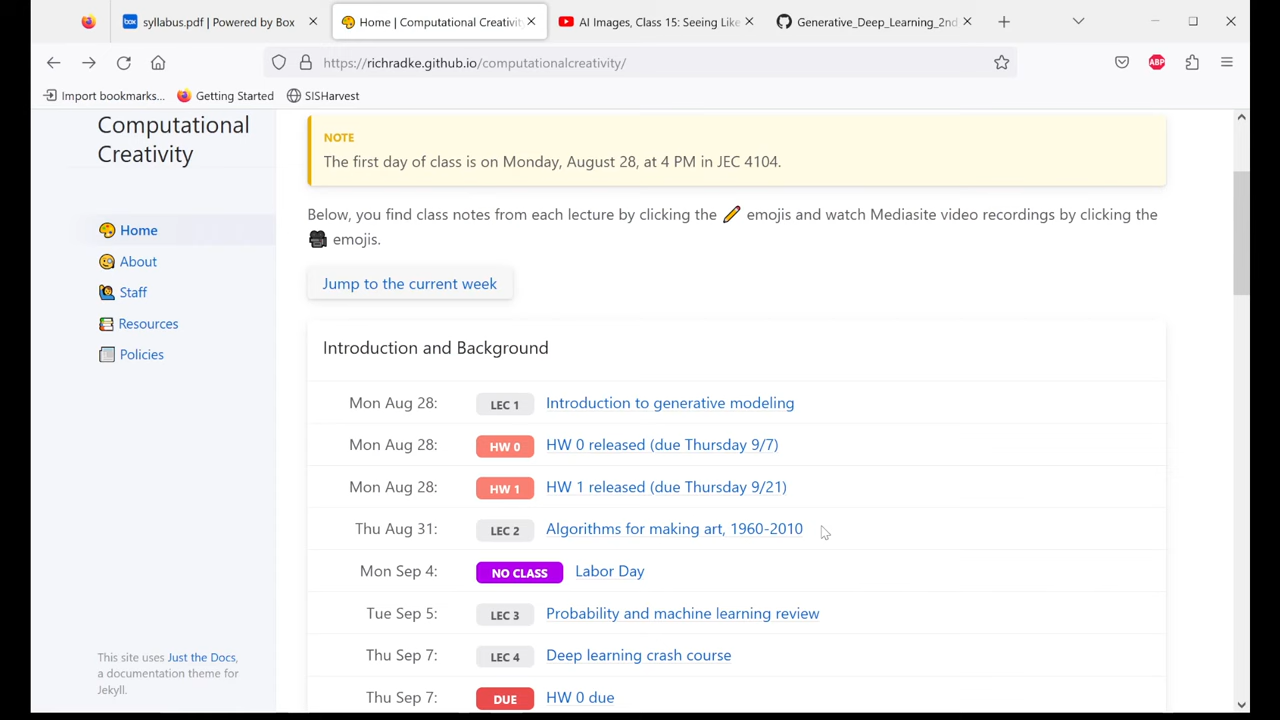 syllabus.pdf | Powered by Box
Home | Computational Creativity
AI Images, Class 15: Seeing Like
Generative_Deep_Learning_2nd
https://richradke.github.io/computationalcreativity/
ABP
Import bookmarks...
Getting Started
SISHarvest
Computational
Creativity
Home
About
Staff
Resources
Policies
This site uses Just the Docs,
a documentation theme for
Jekyll.
NOTE
The first day of class is on Monday, August 28, at 4 PM in JEC 4104.
Below, you find class notes from each lecture by clicking the ✏️ emojis and watch Mediasite video recordings by clicking the
🎥 emojis.
Jump to the current week
Introduction and Background
Mon Aug 28: LEC 1 Introduction to generative modeling
Mon Aug 28: HW 0 HW 0 released (due Thursday 9/7)
Mon Aug 28: HW 1 HW 1 released (due Thursday 9/21)
Thu Aug 31: LEC 2 Algorithms for making art, 1960-2010
Mon Sep 4: NO CLASS Labor Day
Tue Sep 5: LEC 3 Probability and machine learning review
Thu Sep 7: LEC 4 Deep learning crash course
Thu Sep 7: DUE HW 0 due